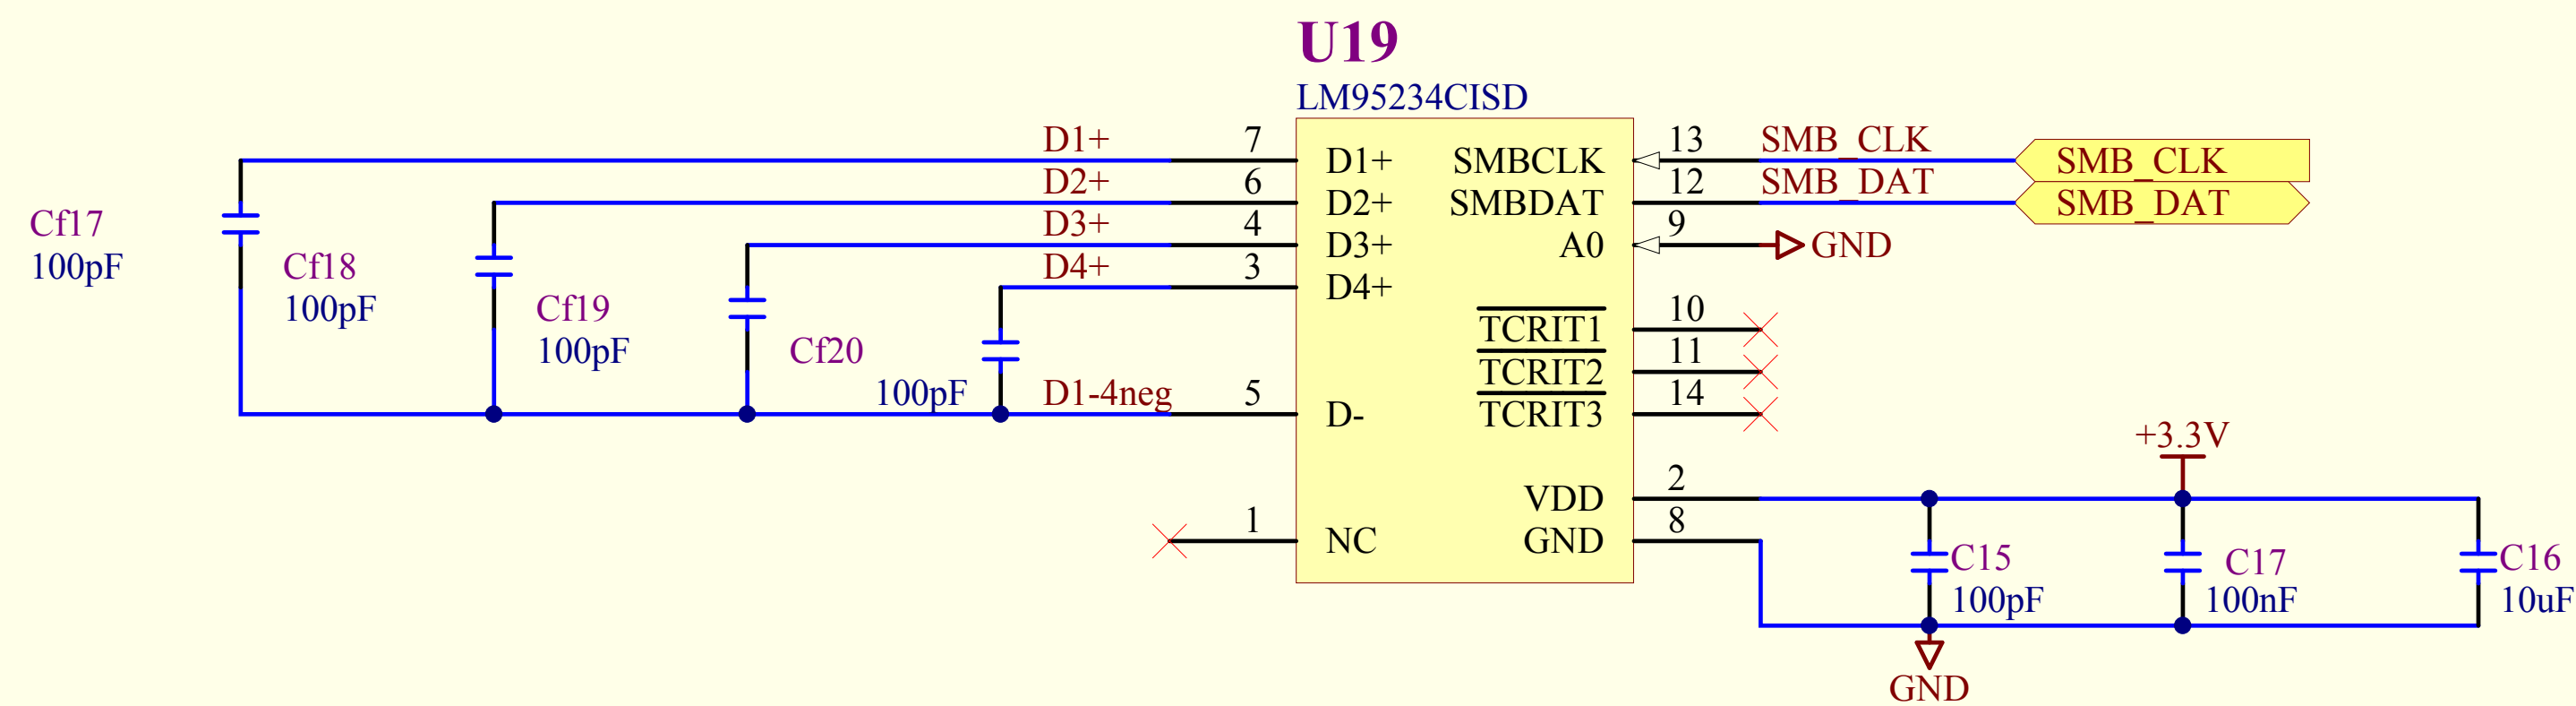 U19
LM95234CISD
D1+ 7 D1+ SMBCLK 13 SMB_CLK SMB_CLK
D2+ 6 D2+ SMBDAT 12 SMB_DAT SMB_DAT
D3+ 4 D3+ A0 9 GND
D4+ 3 D4+
Cf17
100pF
Cf18
100pF
Cf19
100pF
Cf20
100pF
TCRIT1 10
TCRIT2 11
D1-4neg 5 D- TCRIT3 14
+3.3V
VDD 2
1 NC GND 8
C15
100pF
C17
100nF
C16
10uF
GND